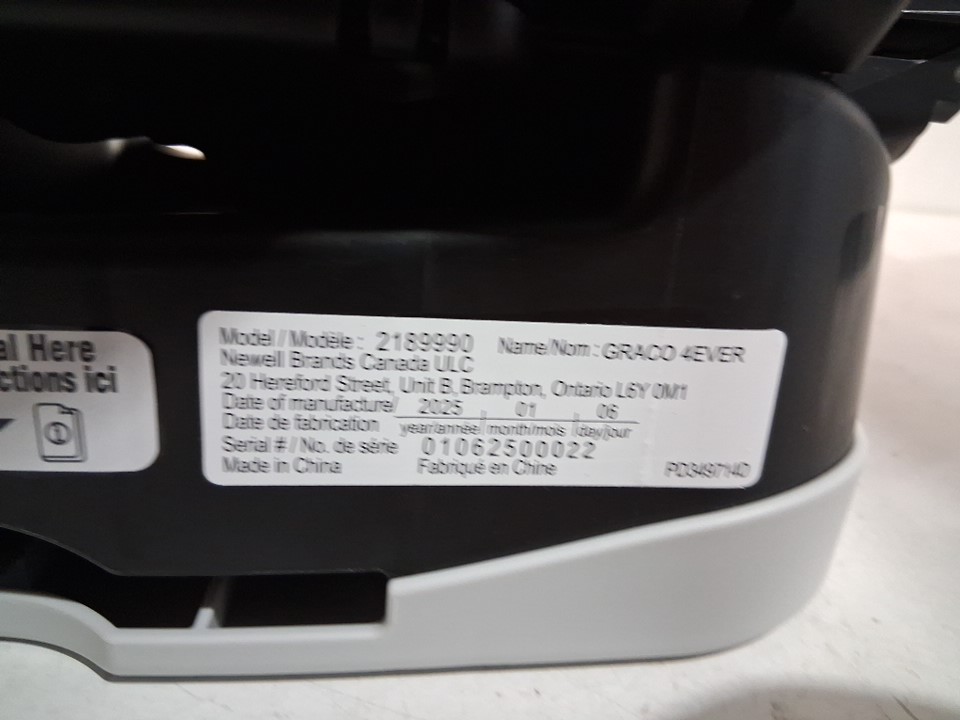 al Here
ctions ici
Model / Modèle : 2189990 Name/Nom : GRACO 4EVER
Newell Brands Canada ULC
20 Hereford Street, Unit B, Brampton, Ontario L6Y 0M1
Date of manufacture/ 2025 01 06
Date de fabrication year/année month/mois day/jour
Serial # / No. de série 01062500022
Made in China Fabriqué en Chine PD349714D